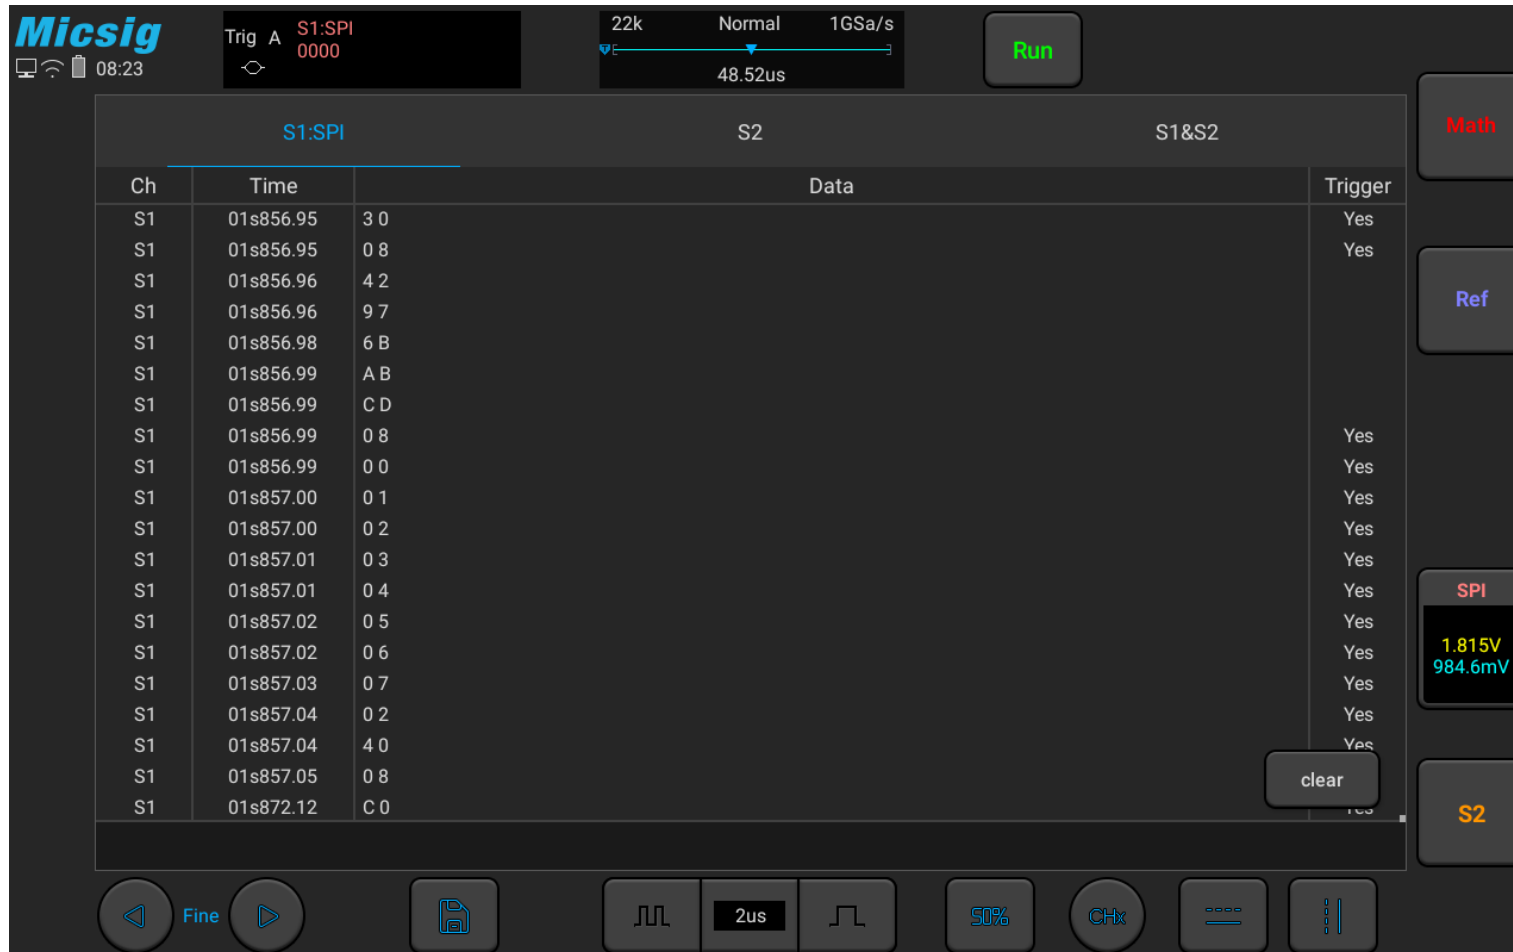 Micsig
08:23
Trig A S1:SPI
0000
22k Normal 1GSa/s
48.52us
Run
S1:SPI S2 S1&S2
Ch Time Data Trigger
S1 01s856.95 3 0 Yes
S1 01s856.95 0 8 Yes
S1 01s856.96 4 2
S1 01s856.96 9 7
S1 01s856.98 6 B
S1 01s856.99 A B
S1 01s856.99 C D
S1 01s856.99 0 8 Yes
S1 01s856.99 0 0 Yes
S1 01s857.00 0 1 Yes
S1 01s857.00 0 2 Yes
S1 01s857.01 0 3 Yes
S1 01s857.01 0 4 Yes
S1 01s857.02 0 5 Yes
S1 01s857.02 0 6 Yes
S1 01s857.03 0 7 Yes
S1 01s857.04 0 2 Yes
S1 01s857.04 4 0 Yes
S1 01s857.05 0 8
S1 01s872.12 C 0 Yes
clear
Math
Ref
SPI
1.815V
984.6mV
S2
Fine
2us
50%
CHx